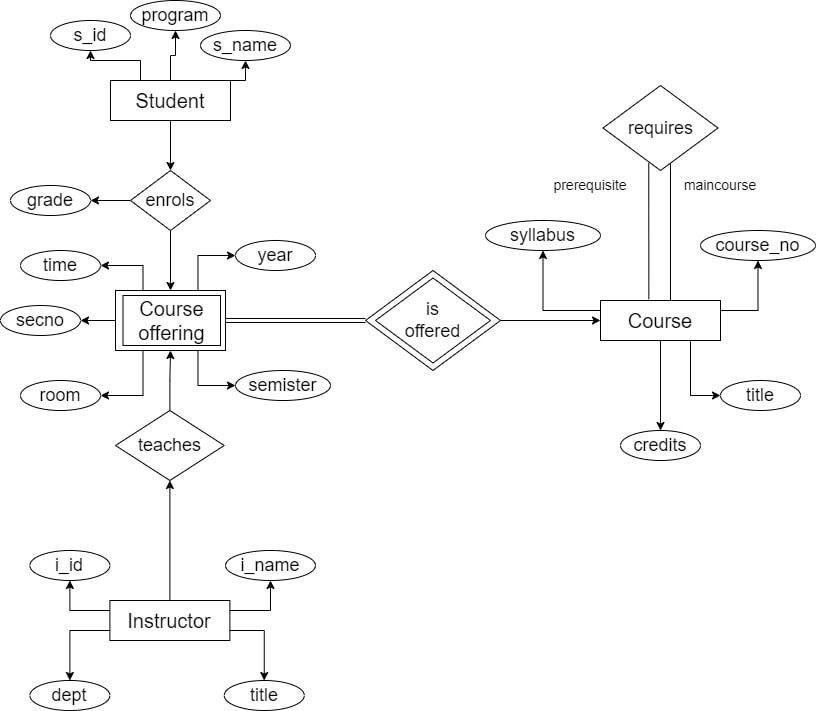 program
s_id
s_name
Student
requires
prerequisite
maincourse
grade
enrols
syllabus
course_no
year
time
Course
offering
secno
is
offered
Course
room
semister
title
teaches
credits
i_id
i_name
Instructor
dept
title